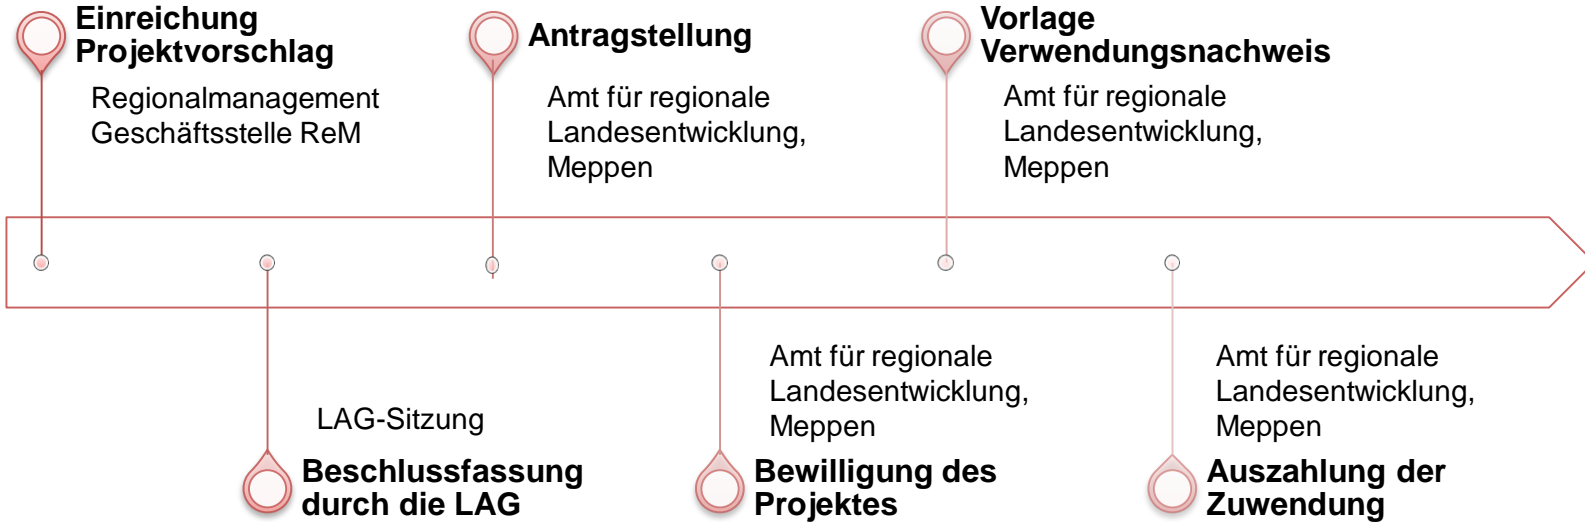 Einreichung
Projektvorschlag
Regionalmanagement
Geschäftsstelle ReM
Antragstellung
Amt für regionale
Landesentwicklung,
Meppen
Vorlage
Verwendungsnachweis
Amt für regionale
Landesentwicklung,
Meppen
LAG-Sitzung
Beschlussfassung
durch die LAG
Amt für regionale
Landesentwicklung,
Meppen
Bewilligung des
Projektes
Amt für regionale
Landesentwicklung,
Meppen
Auszahlung der
Zuwendung